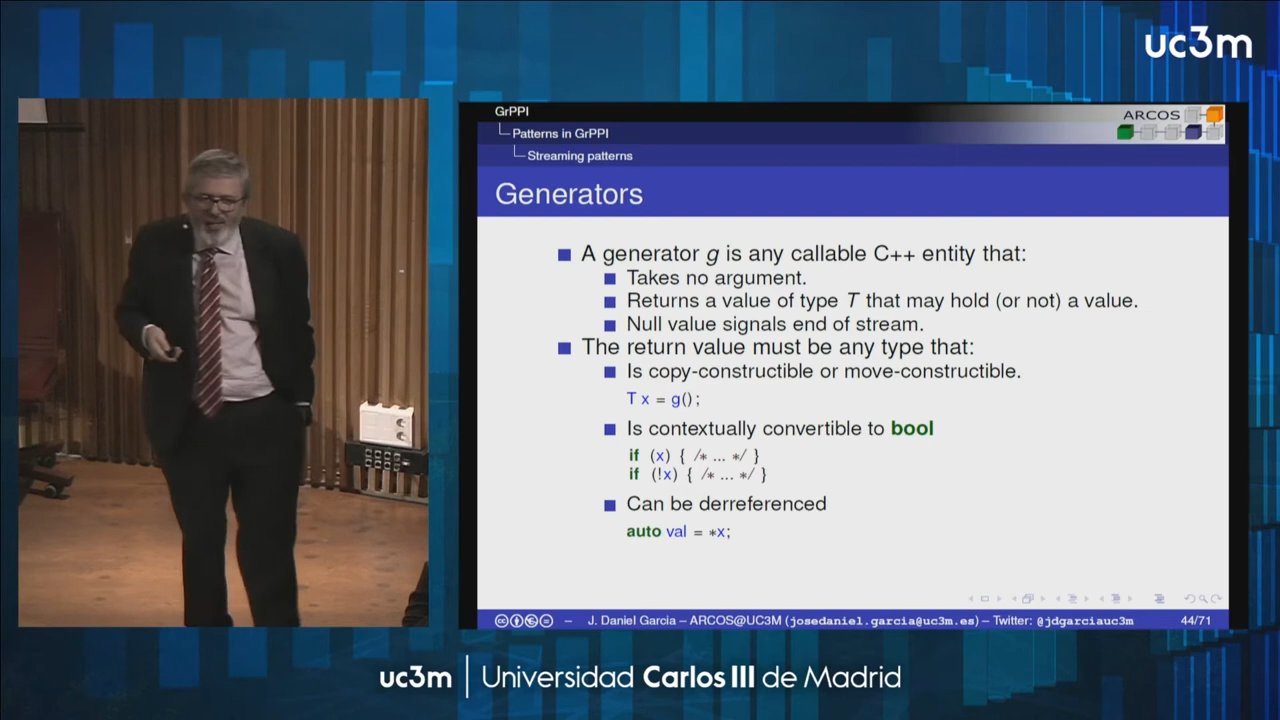 uc3m
GrPPI
Patterns in GrPPI
Streaming patterns
ARCOS
Generators
A generator g is any callable C++ entity that:
Takes no argument.
Returns a value of type T that may hold (or not) a value.
Null value signals end of stream.
The return value must be any type that:
Is copy-constructible or move-constructible.
T x = g();
Is contextually convertible to bool
if (x) { /* ... */ }
if (!x) { /* ... */ }
Can be derreferenced
auto val = *x;
– J. Daniel Garcia – ARCOS@UC3M (josedaniel.garcia@uc3m.es) – Twitter: @jdgarciauc3m 44/71
uc3m | Universidad Carlos III de Madrid